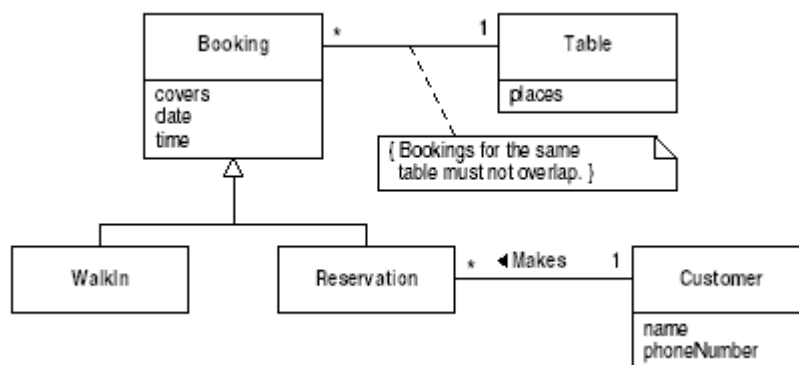 Booking
*
1
Table
covers
date
time
places
{ Bookings for the same
table must not overlap. }
WalkIn
Reservation
*
◀ Makes
1
Customer
name
phoneNumber